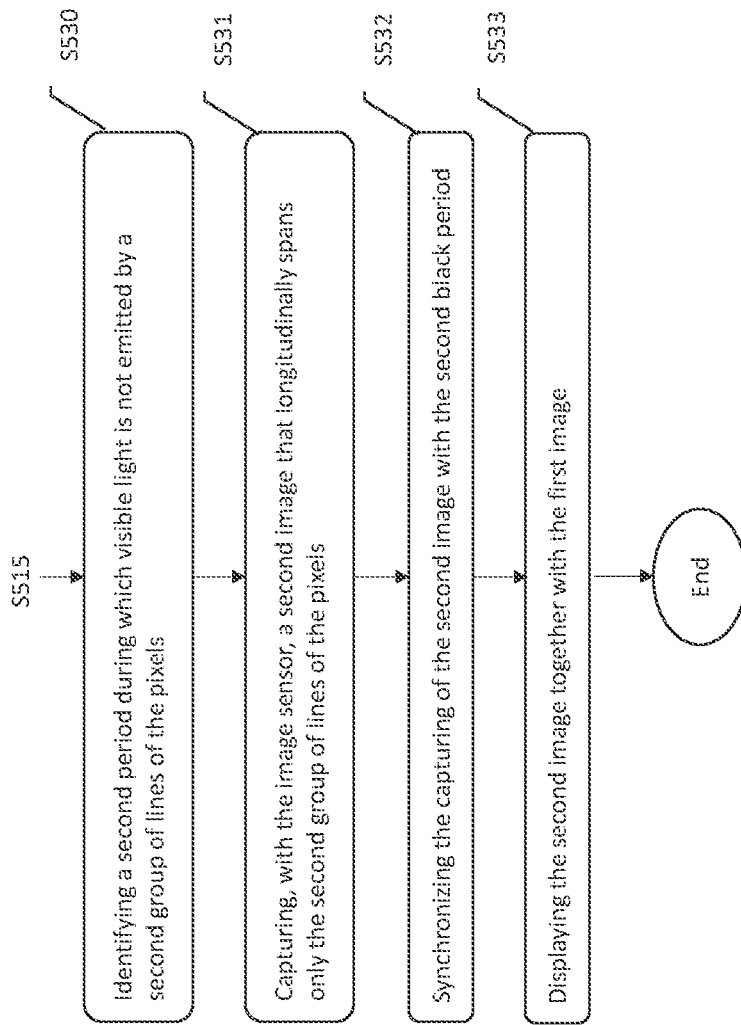 S515
S530
Identifying a second period during which visible light is not emitted by a
second group of lines of the pixels
S531
Capturing, with the image sensor, a second image that longitudinally spans
only the second group of lines of the pixels
S532
Synchronizing the capturing of the second image with the second black period
S533
Displaying the second image together with the first image
End